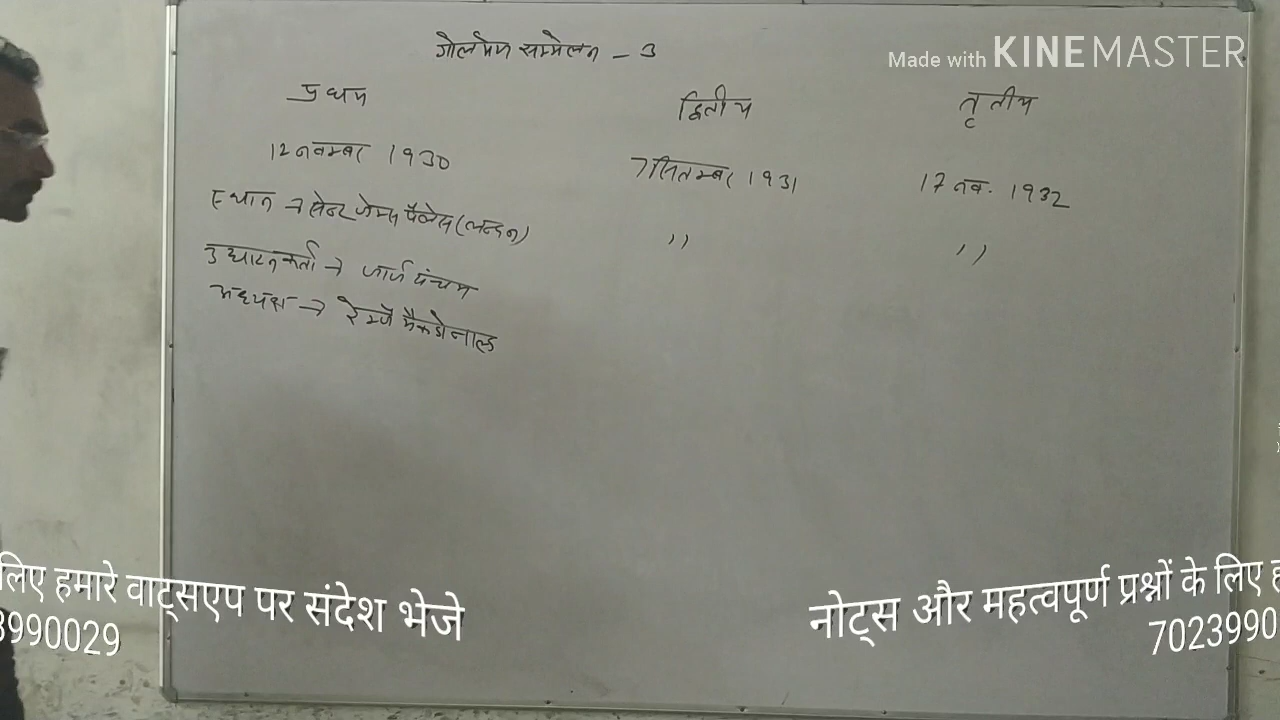 गोलमेज सम्मेलन - 3
Made with KINEMASTER
प्रथम द्वितीय तृतीय
12 नवम्बर 1930 7 सितम्बर 1931 17 नव. 1932
स्थान → सेन्ट जेम्स पैलेस (लन्दन) ,, ,,
उद्घाटनकर्ता → जार्ज पंचम
अध्यक्ष → रैम्जे मैकडोनाल्ड
लिए हमारे वाट्सएप पर संदेश भेजे
3990029
नोट्स और महत्वपूर्ण प्रश्नों के लिए ह
7023990